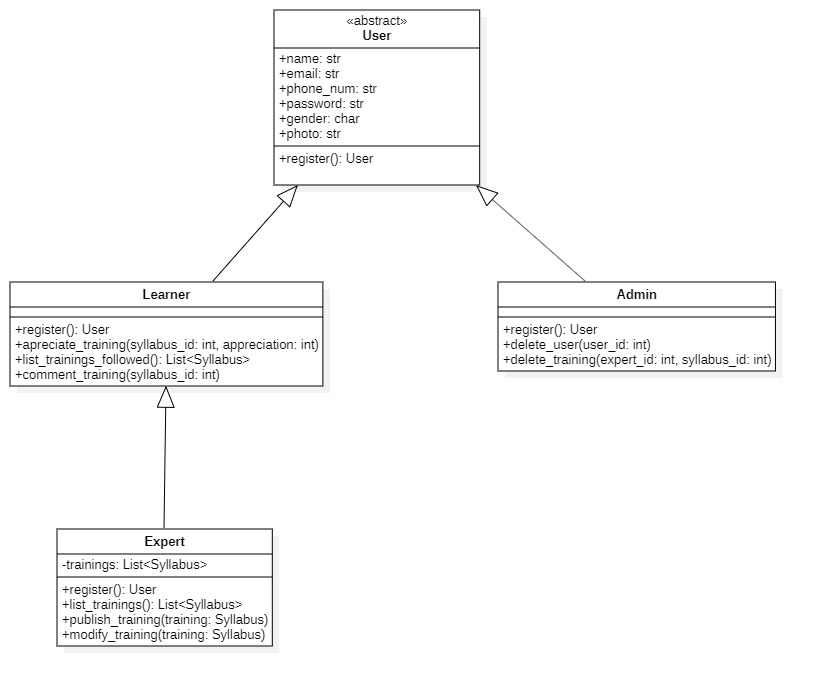 «abstract»
User
+name: str
+email: str
+phone_num: str
+password: str
+gender: char
+photo: str
+register(): User
Learner
+register(): User
+apreciate_training(syllabus_id: int, appreciation: int)
+list_trainings_followed(): List<Syllabus>
+comment_training(syllabus_id: int)
Admin
+register(): User
+delete_user(user_id: int)
+delete_training(expert_id: int, syllabus_id: int)
Expert
-trainings: List<Syllabus>
+register(): User
+list_trainings(): List<Syllabus>
+publish_training(training: Syllabus)
+modify_training(training: Syllabus)